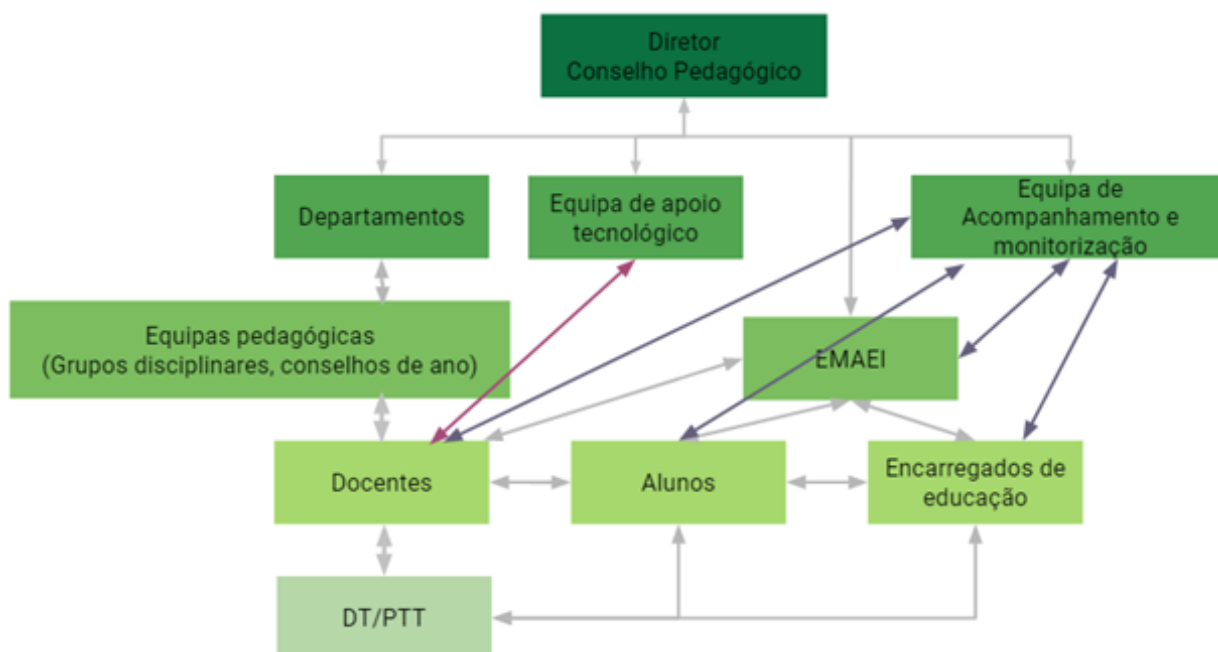 Diretor
Conselho Pedagógico
Departamentos
Equipa de apoio
tecnológico
Equipa de
Acompanhamento e
monitorização
Equipas pedagógicas
(Grupos disciplinares, conselhos de ano)
EMAEI
Docentes
Alunos
Encarregados de
educação
DT/PTT